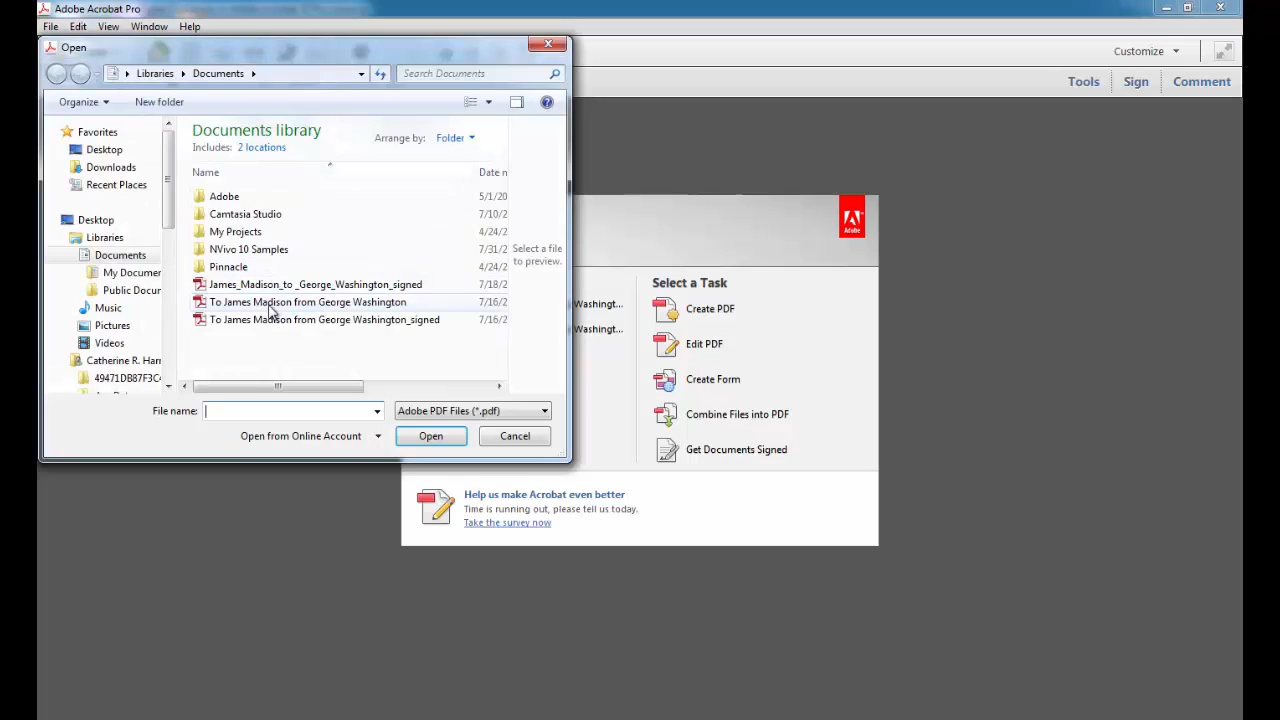 Adobe Acrobat Pro
File Edit View Window Help
Open
Customize
Libraries Documents
Search Documents
Tools Sign Comment
Organize New folder
Favorites
Desktop
Downloads
Recent Places
Desktop
Libraries
Documents
My Documer
Public Docur
Music
Pictures
Videos
Catherine R. Harr
49471DB87F3C4
Documents library
Includes: 2 locations
Arrange by: Folder
Name Date n
Adobe 5/1/20
Camtasia Studio 7/10/2
My Projects 4/24/2
NVivo 10 Samples 7/31/2
Pinnacle 4/24/2
James_Madison_to _George_Washington_signed 7/18/2
To James Madison from George Washington 7/16/2
To James Madison from George Washington_signed 7/16/2
Select a file
to preview.
File name:
Adobe PDF Files (*.pdf)
Open from Online Account
Open Cancel
Adobe
Washingt...
Washingt...
Select a Task
Create PDF
Edit PDF
Create Form
Combine Files into PDF
Get Documents Signed
Help us make Acrobat even better
Time is running out, please tell us today.
Take the survey now